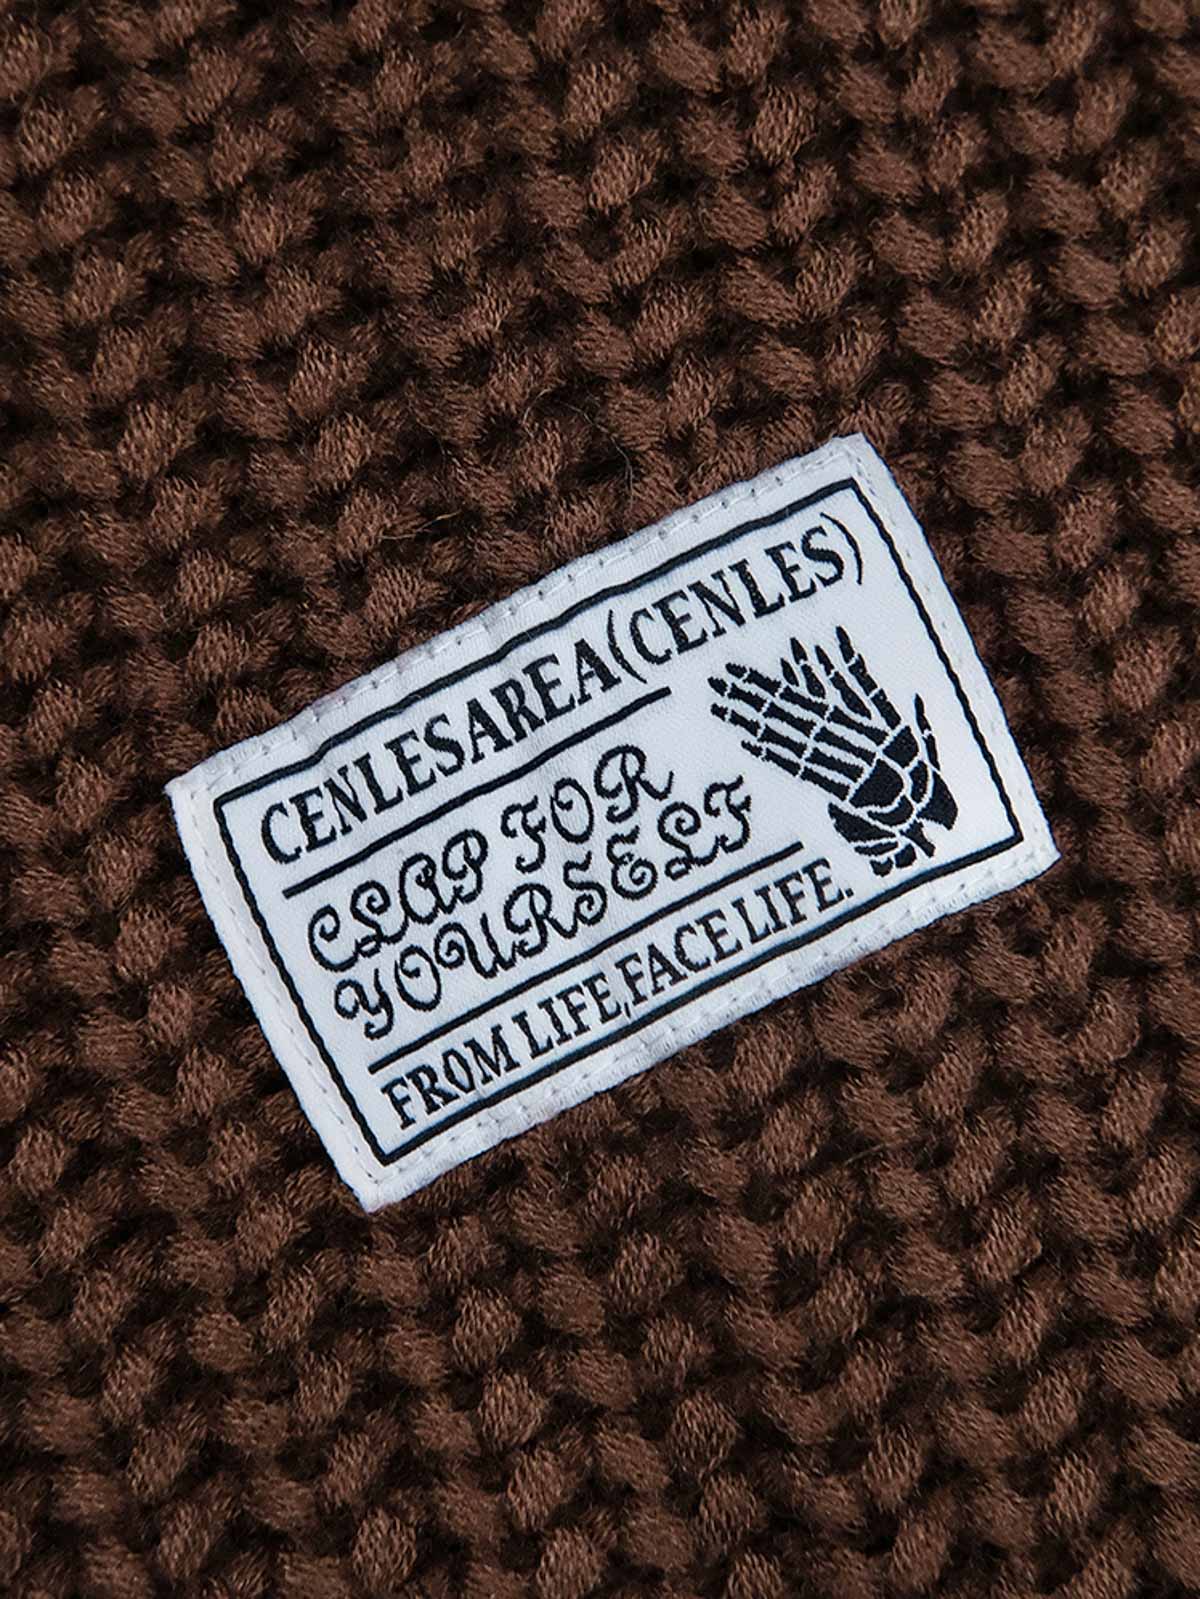 CENLESAREA(CENLES)
CLAP FOR
YOURSELF
FROM LIFE,FACE LIFE.